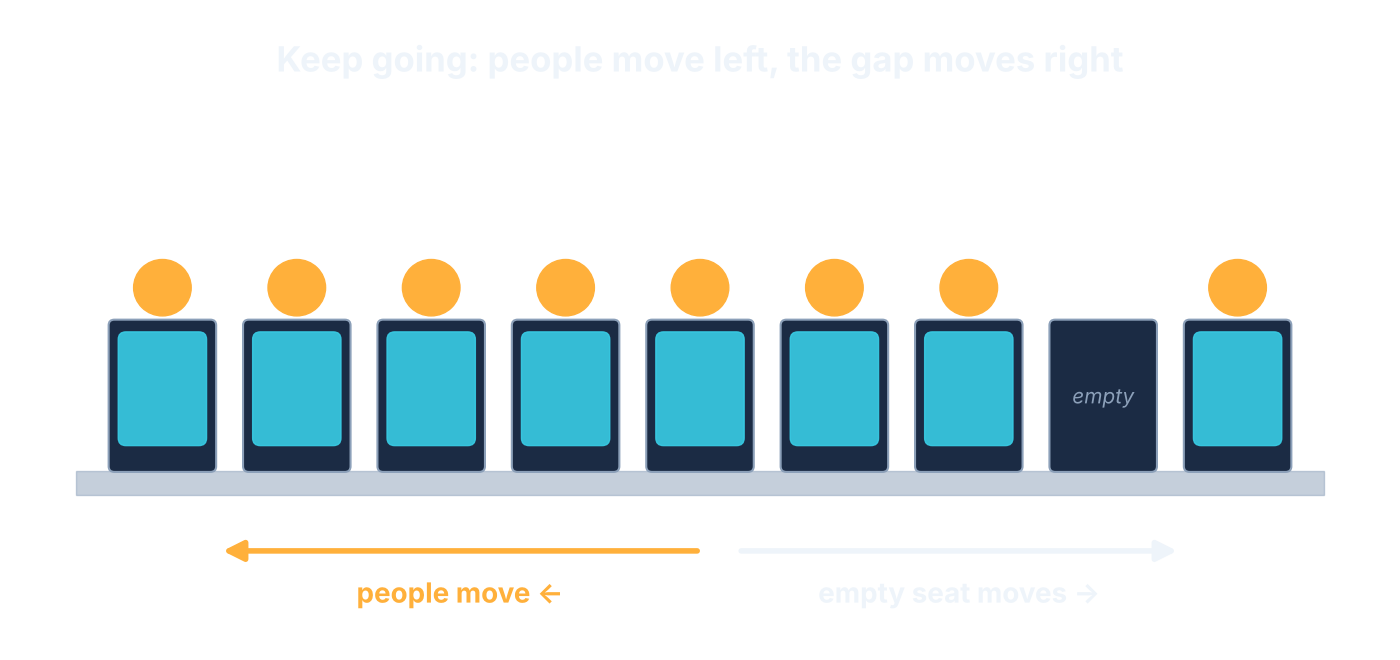 Keep going: people move left, the gap moves right
empty
people move ←
empty seat moves →